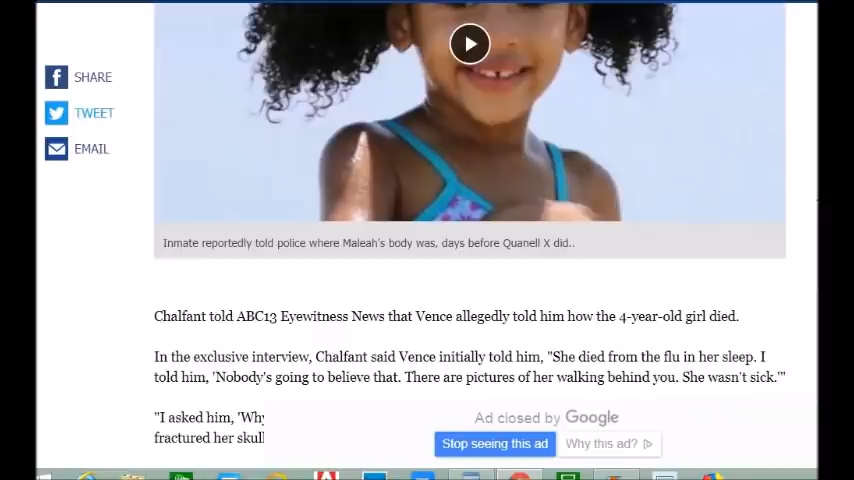 SHARE
TWEET
EMAIL
Inmate reportedly told police where Maleah's body was, days before Quanell X did..
Chalfant told ABC13 Eyewitness News that Vence allegedly told him how the 4-year-old girl died.
In the exclusive interview, Chalfant said Vence initially told him, "She died from the flu in her sleep. I
told him, 'Nobody's going to believe that. There are pictures of her walking behind you. She wasn't sick.'"
"I asked him, 'Why
fractured her skul
Ad closed by Google
Stop seeing this ad
Why this ad?